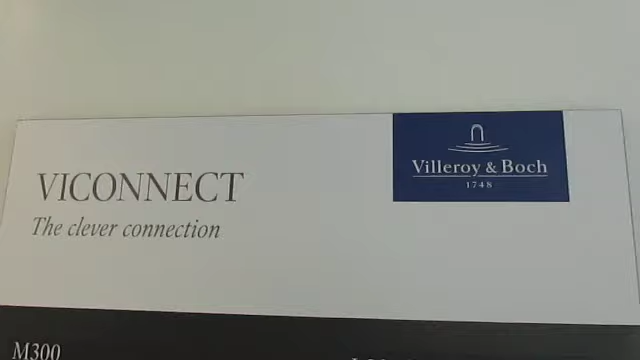 VICONNECT
The clever connection
Villeroy & Boch
1748
M300